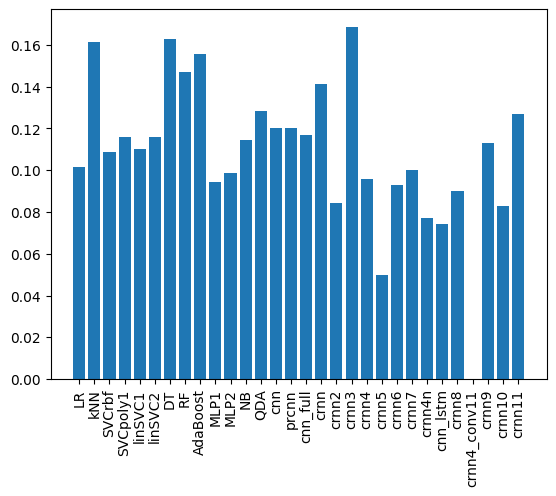 0.16
0.14
0.12
0.10
0.08
0.06
0.04
0.02
0.00
LR
kNN
SVCrbf
SVCpoly1
linSVC1
linSVC2
DT
RF
AdaBoost
MLP1
MLP2
NB
QDA
cnn
prcnn
cnn_full
crnn
crnn2
crnn3
crnn4
crnn5
crnn6
crnn7
crnn4n
cnn_lstm
crnn8
crnn4_conv11
crnn9
crnn10
crnn11